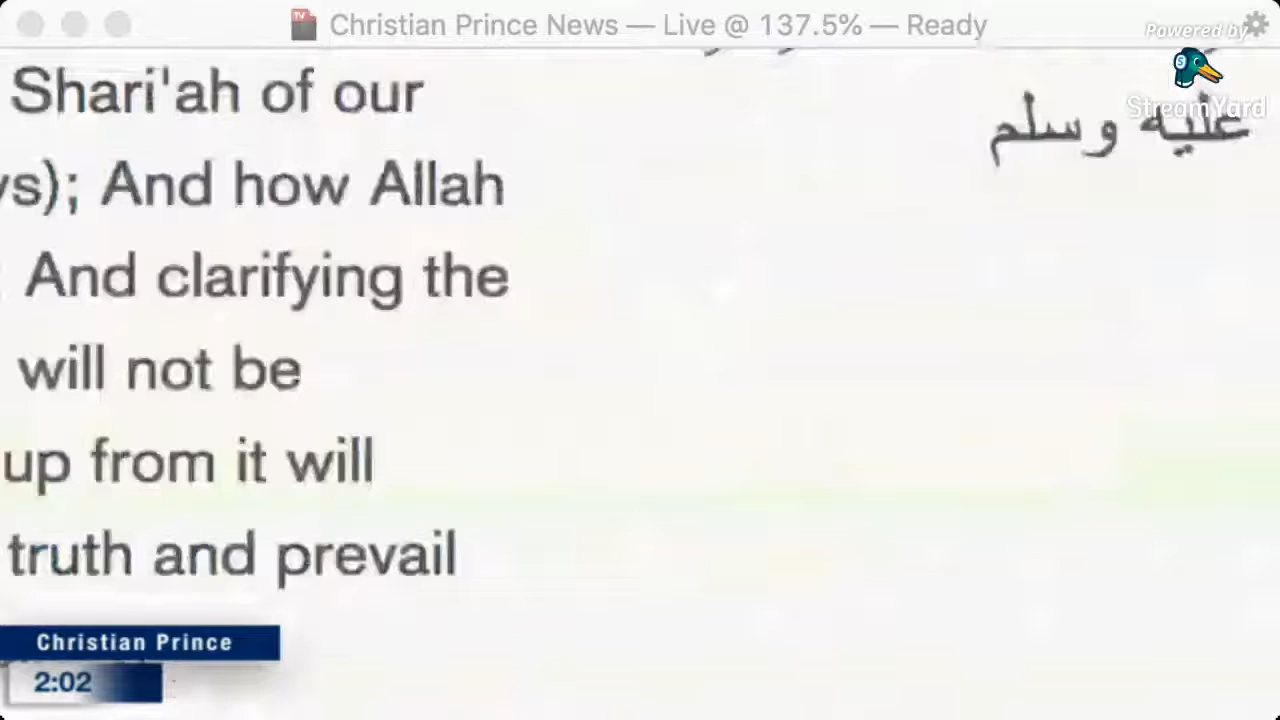 Christian Prince News — Live @ 137.5% — Ready
Powered by
StreamYard
Shari'ah of our
عليه وسلم
ys); And how Allah
And clarifying the
will not be
up from it will
truth and prevail
Christian Prince
2:02